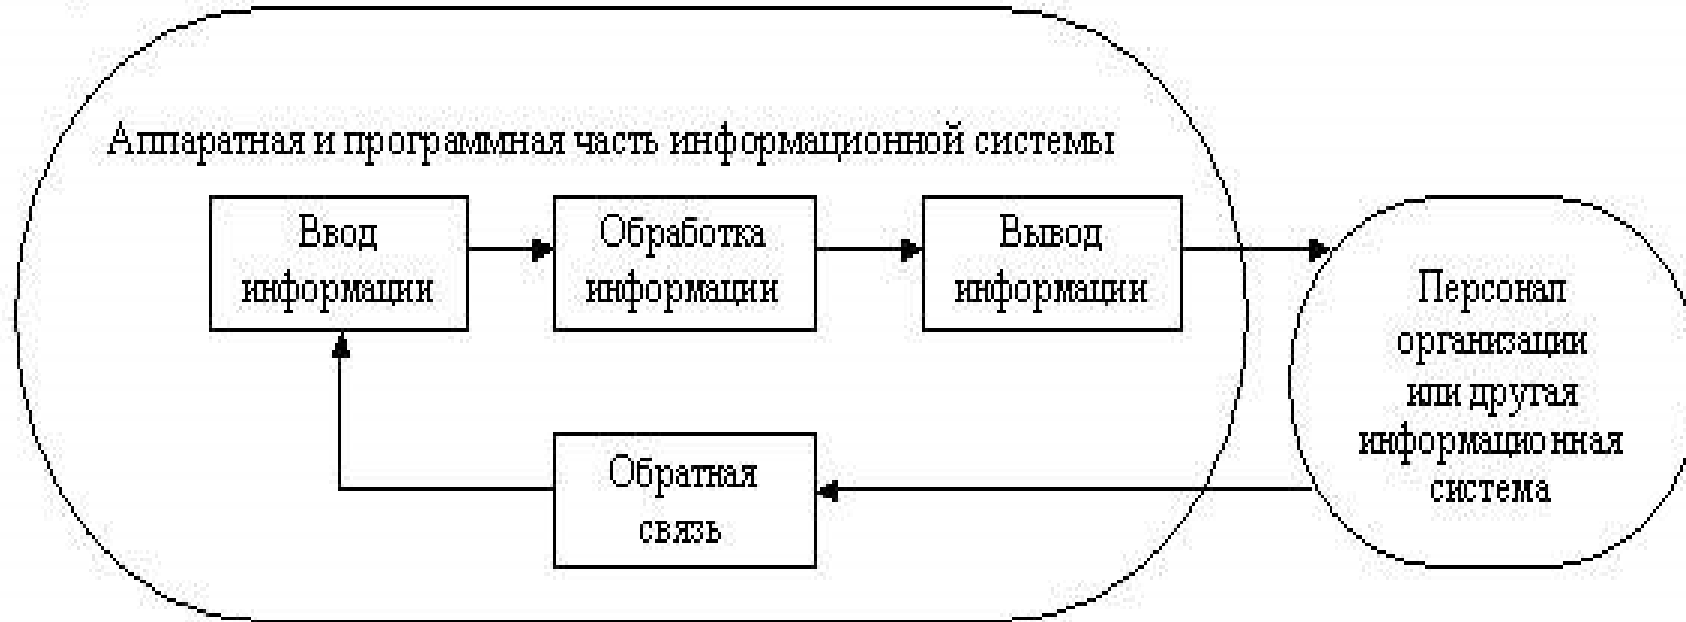 Аппаратная и программная часть информационной системы
Ввод
информации
Обработка
информации
Вывод
информации
Персонал
организации
или другая
информационная
система
Обратная
связь